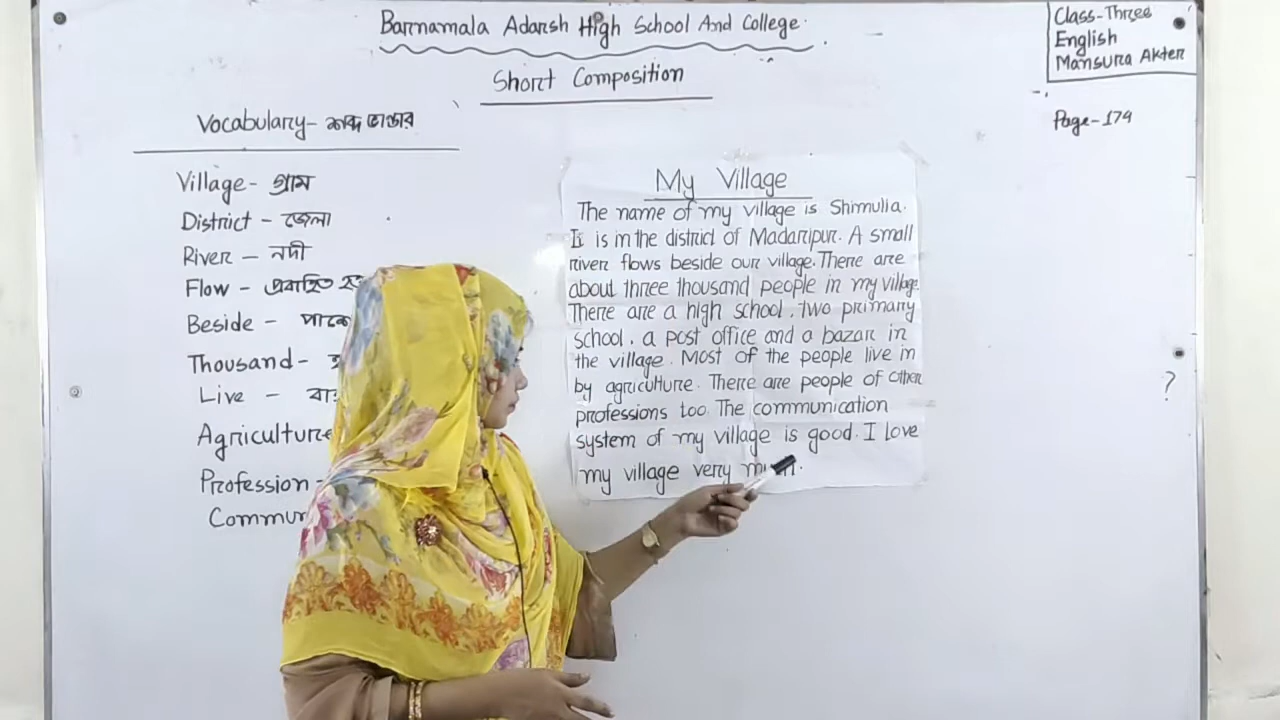 Barnamala Adarsh High School And College.
Class-Three
English
Mansura Akter
Short Composition
Page-174
Vocabulary- শব্দ ভান্ডার
Village- গ্রাম
District - জেলা
River - নদী
Flow - প্রবাহিত
Beside -
Thousand -
Live -
Agriculture
Profession -
My Village
The name of my village is Shimulia.
It is in the district of Madaripur. A small
river flows beside our village. There are
about three thousand people in my village.
There are a high school, two primary
school, a post office and a bazar in
the village. Most of the people live in
by agriculture. There are people of other
professions too. The communication
system of my village is good. I love
my village very
?